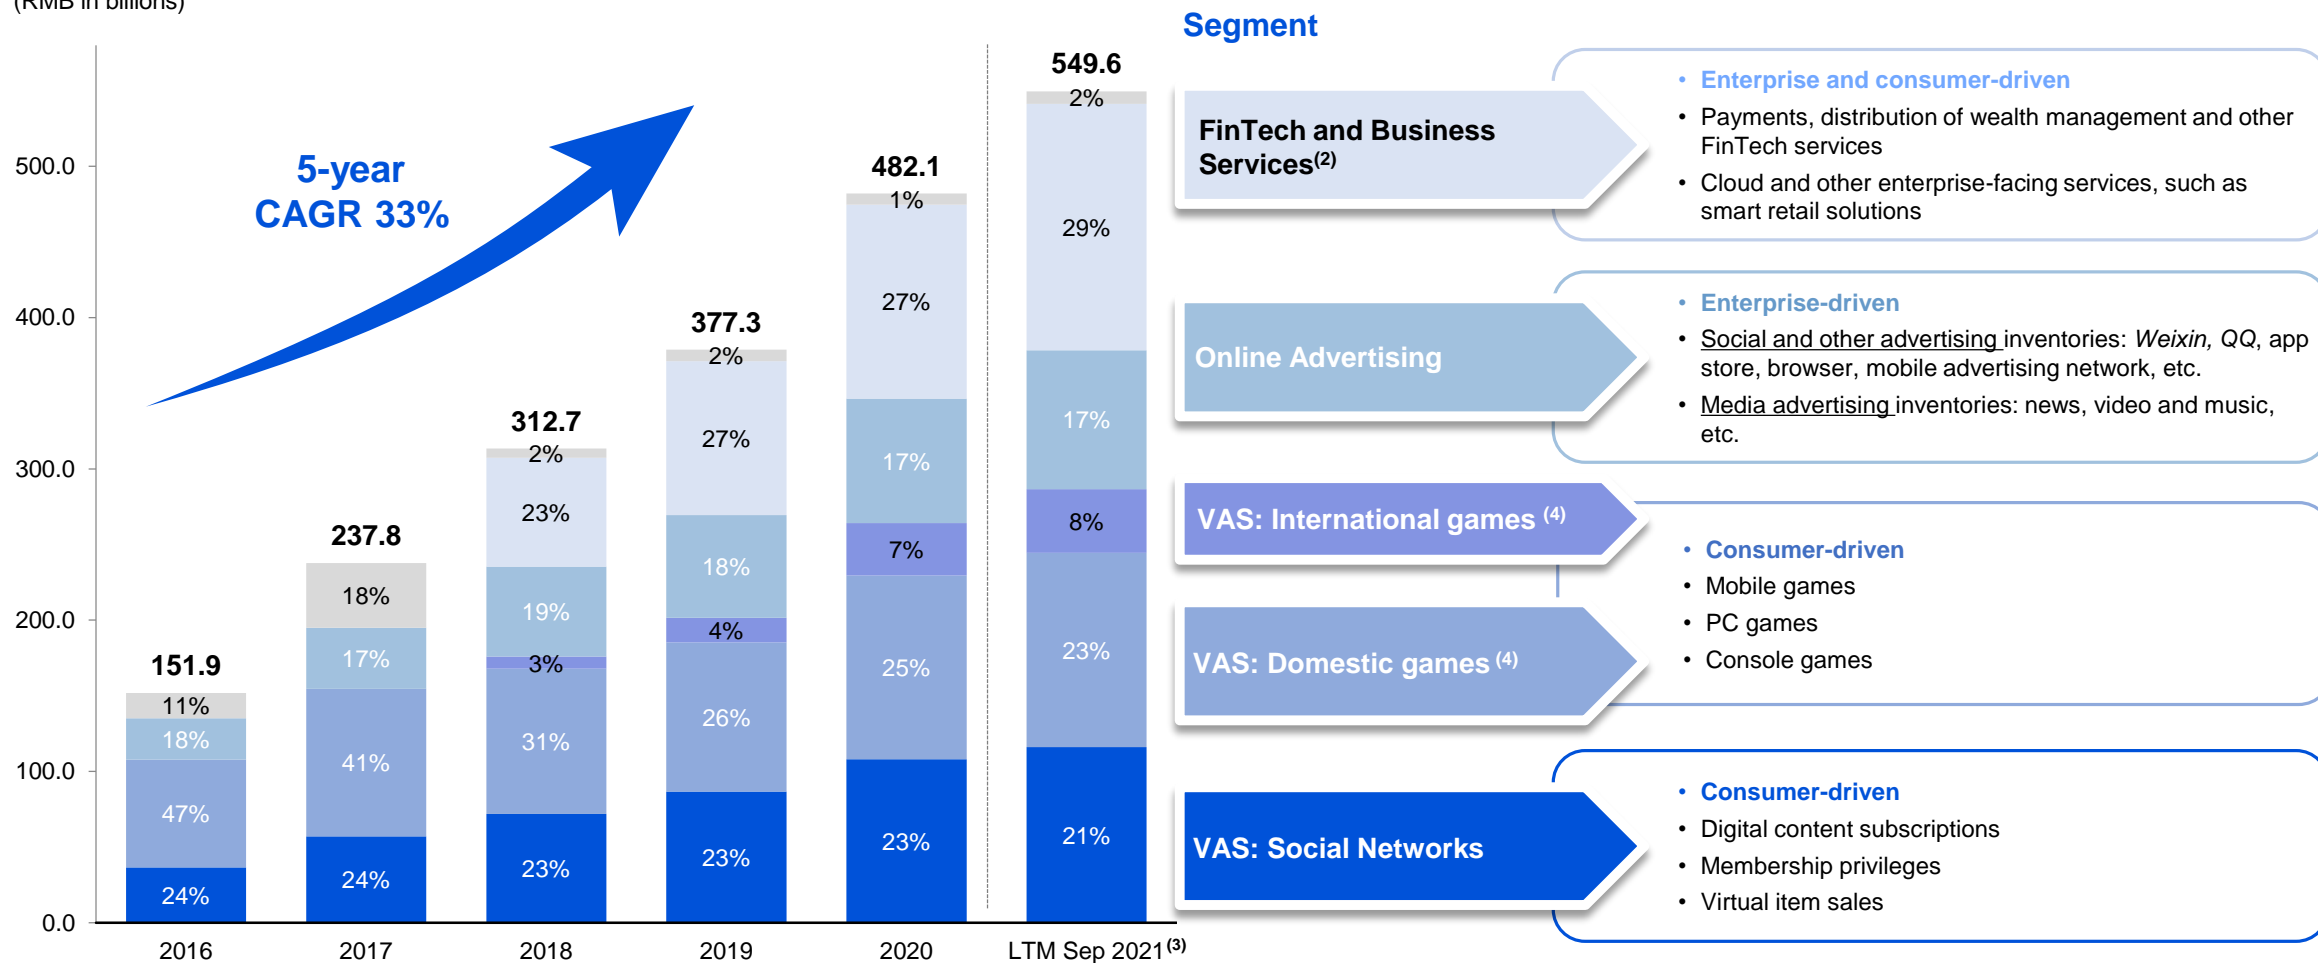 (RMB in billions)
Segment
5-year
CAGR 33%
500.0
400.0
300.0
200.0
100.0
0.0
151.9
11%
18%
47%
24%
2016
237.8
18%
17%
41%
24%
2017
312.7
2%
23%
19%
3%
31%
23%
2018
377.3
2%
27%
18%
4%
26%
23%
2019
482.1
1%
27%
17%
7%
25%
23%
2020
549.6
2%
29%
17%
8%
23%
21%
LTM Sep 2021(3)
FinTech and Business
Services(2)
• Enterprise and consumer-driven
• Payments, distribution of wealth management and other
FinTech services
• Cloud and other enterprise-facing services, such as
smart retail solutions
Online Advertising
• Enterprise-driven
• Social and other advertising inventories: Weixin, QQ, app
store, browser, mobile advertising network, etc.
• Media advertising inventories: news, video and music,
etc.
VAS: International games (4)
VAS: Domestic games (4)
• Consumer-driven
• Mobile games
• PC games
• Console games
VAS: Social Networks
• Consumer-driven
• Digital content subscriptions
• Membership privileges
• Virtual item sales